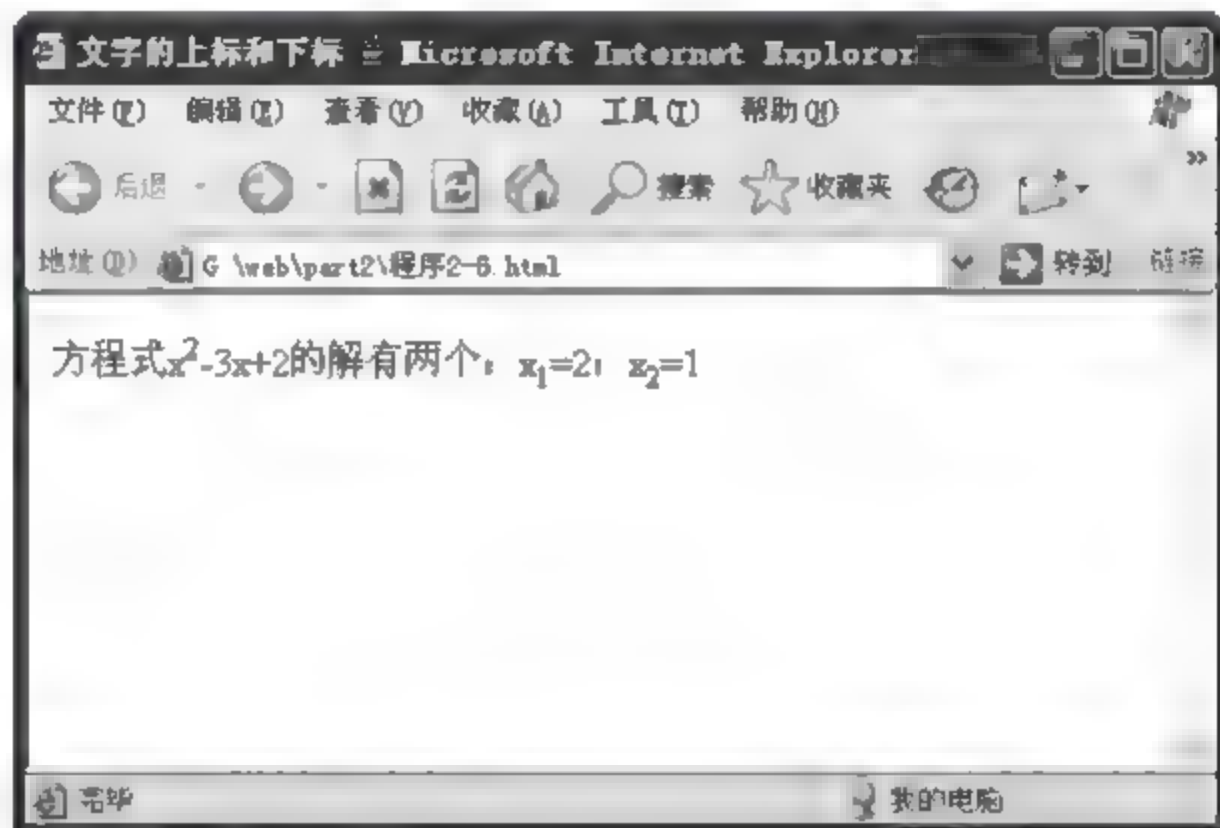 文字的上标和下标 - Microsoft Internet Explorer
文件(F) 编辑(E) 查看(V) 收藏(A) 工具(T) 帮助(H)
后退 搜索 收藏夹 »
地址(D) G:\web\part2\程序2-6.html 转到 链接
方程式x²-3x+2的解有两个：x₁=2；x₂=1
完毕 我的电脑